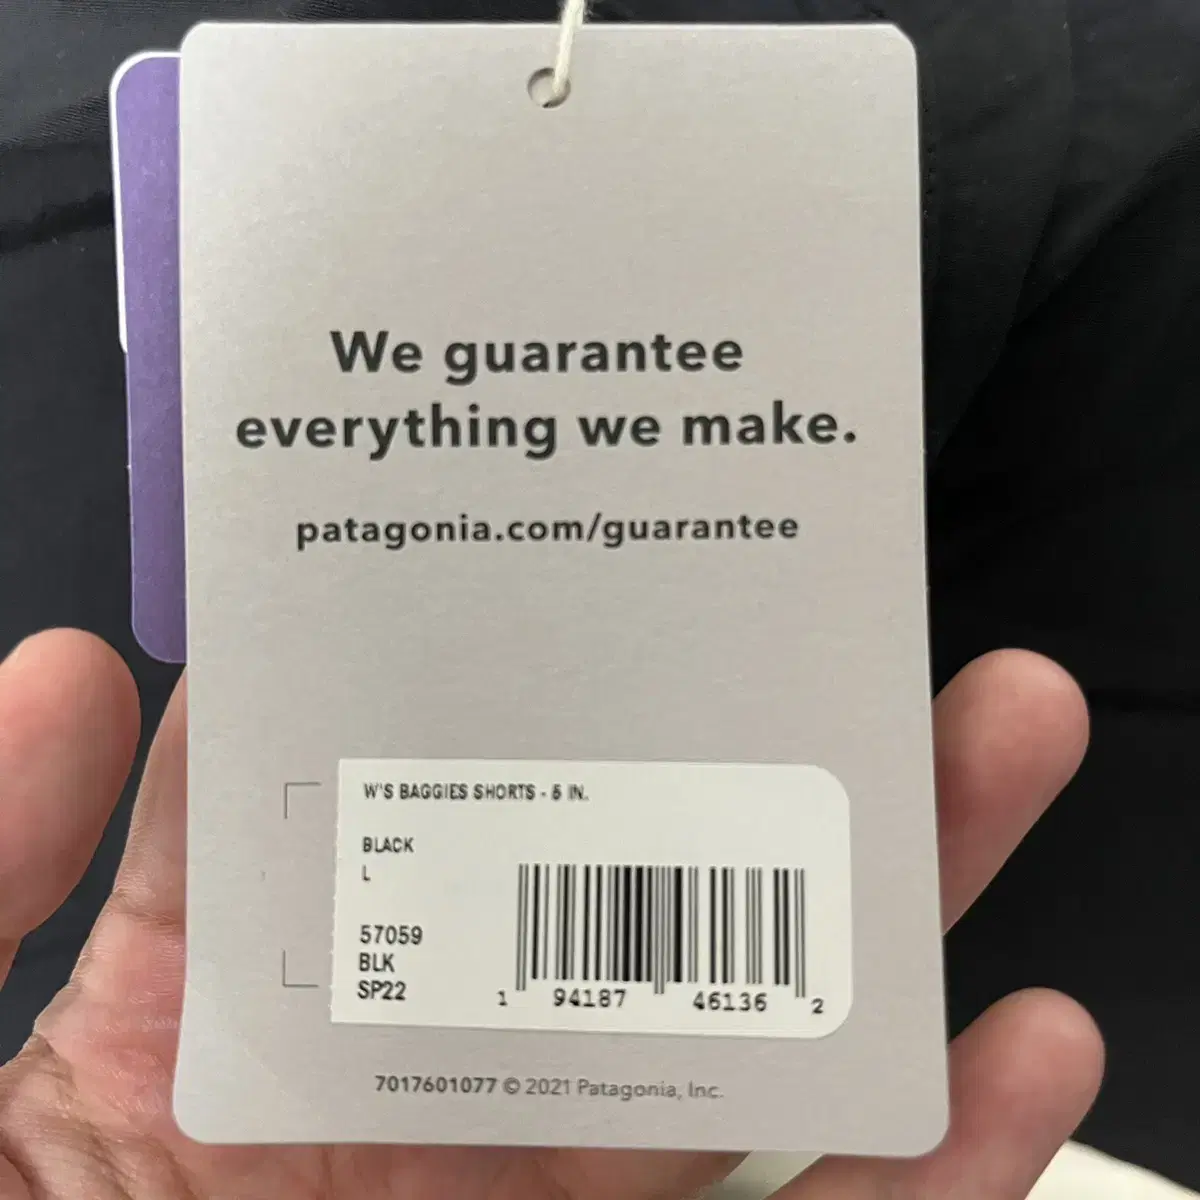 We guarantee
everything we make.
patagonia.com/guarantee
W'S BAGGIES SHORTS - 5 IN.
BLACK
L
57059
BLK
SP22
1 94187 46136 2
7017601077 © 2021 Patagonia, Inc.